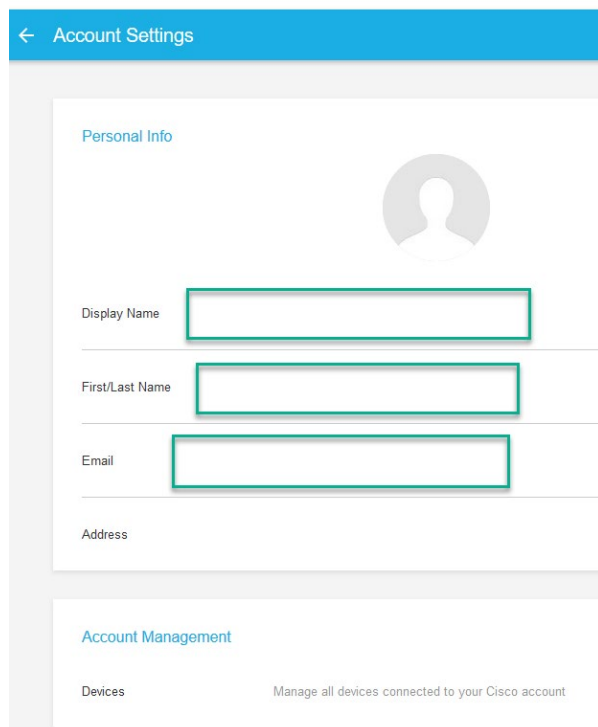 Account Settings
Personal Info
Display Name
First/Last Name
Email
Address
Account Management
Devices Manage all devices connected to your Cisco account